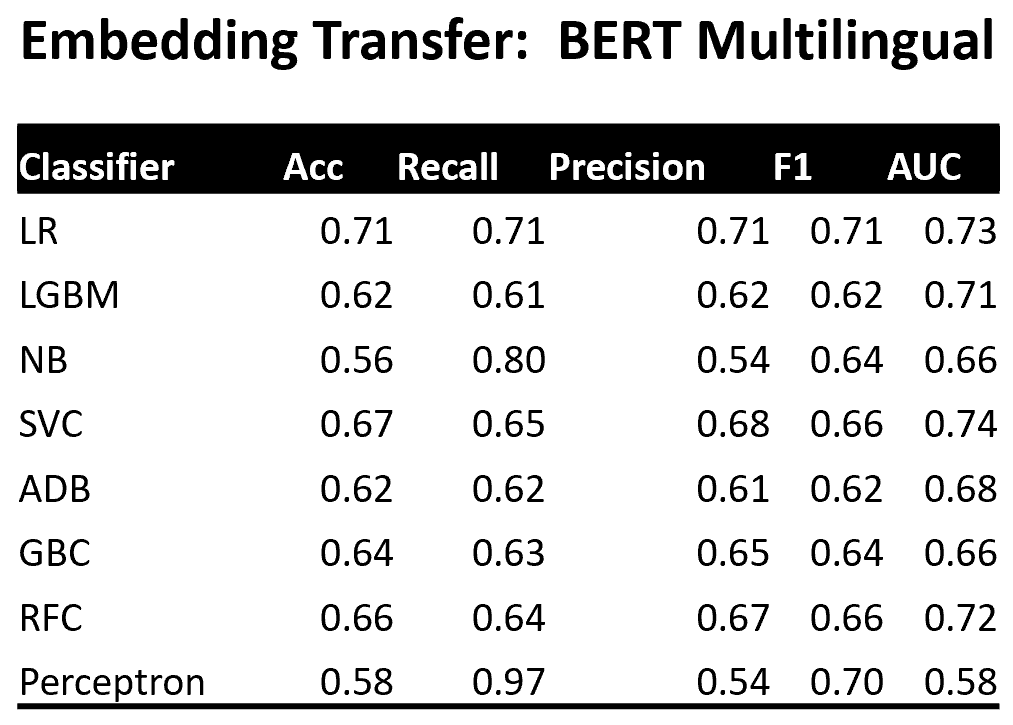 Embedding Transfer: BERT Multilingual
Classifier Acc Recall Precision F1 AUC
LR 0.71 0.71 0.71 0.71 0.73
LGBM 0.62 0.61 0.62 0.62 0.71
NB 0.56 0.80 0.54 0.64 0.66
SVC 0.67 0.65 0.68 0.66 0.74
ADB 0.62 0.62 0.61 0.62 0.68
GBC 0.64 0.63 0.65 0.64 0.66
RFC 0.66 0.64 0.67 0.66 0.72
Perceptron 0.58 0.97 0.54 0.70 0.58